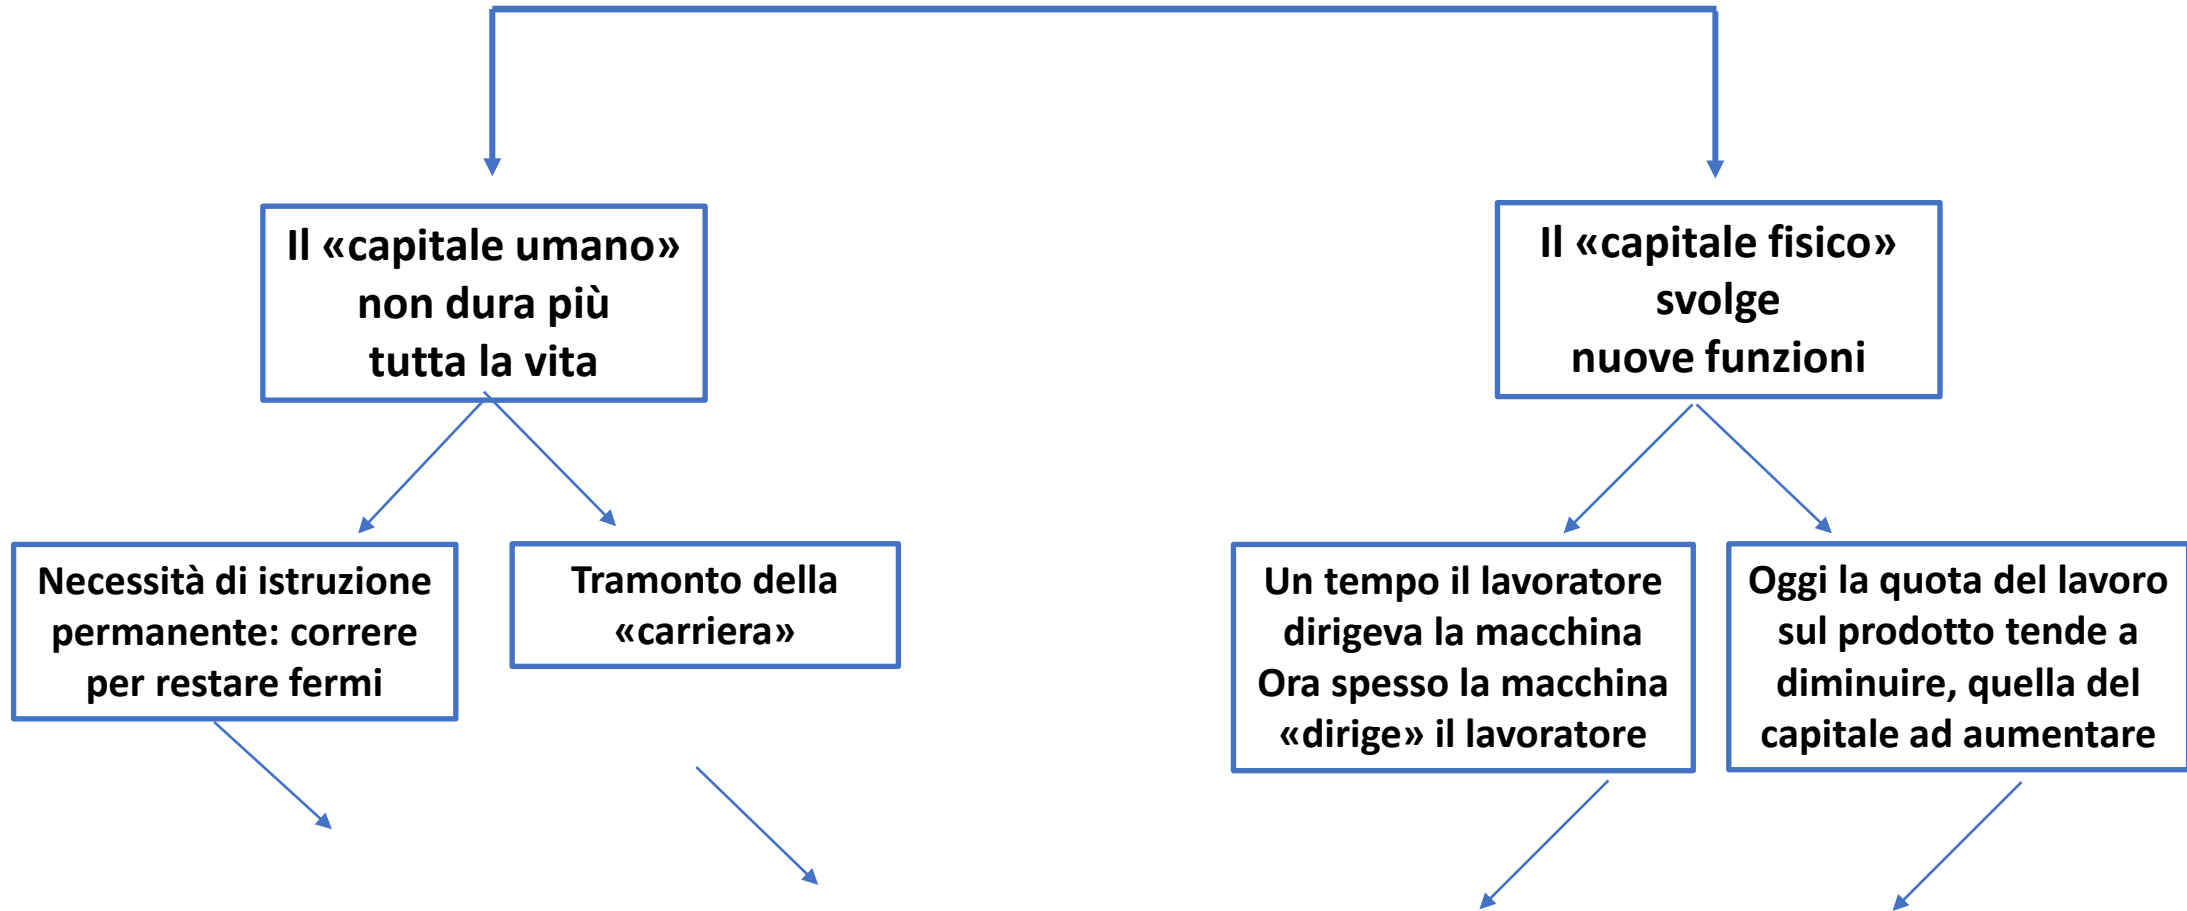 Il «capitale umano»
non dura più
tutta la vita
Il «capitale fisico»
svolge
nuove funzioni
Necessità di istruzione
permanente: correre
per restare fermi
Tramonto della
«carriera»
Un tempo il lavoratore
dirigeva la macchina
Ora spesso la macchina
«dirige» il lavoratore
Oggi la quota del lavoro
sul prodotto tende a
diminuire, quella del
capitale ad aumentare